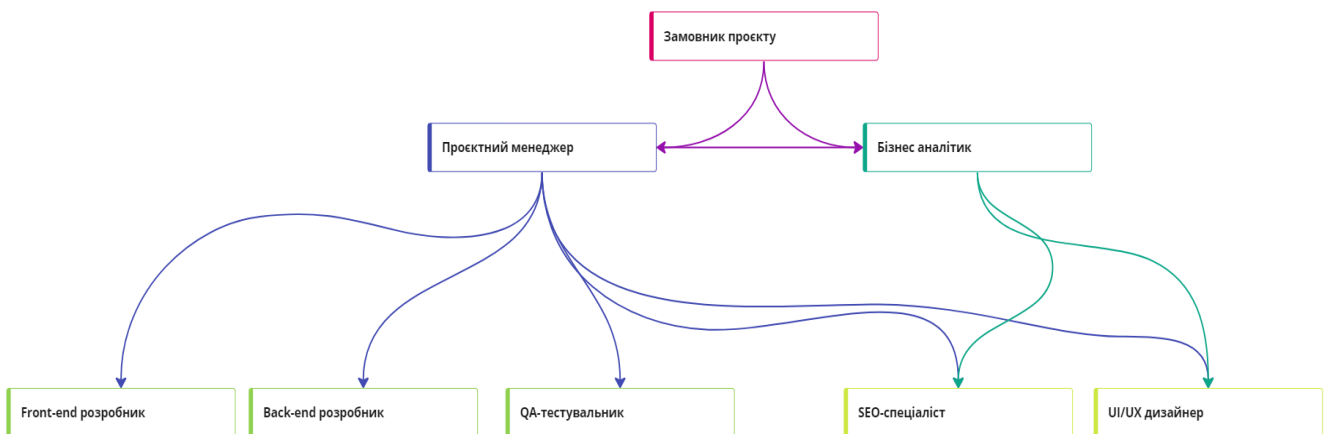 Замовник проєкту
Проєктний менеджер
Бізнес аналітик
Front-end розробник
Back-end розробник
QA-тестувальник
SEO-спеціаліст
UI/UX дизайнер